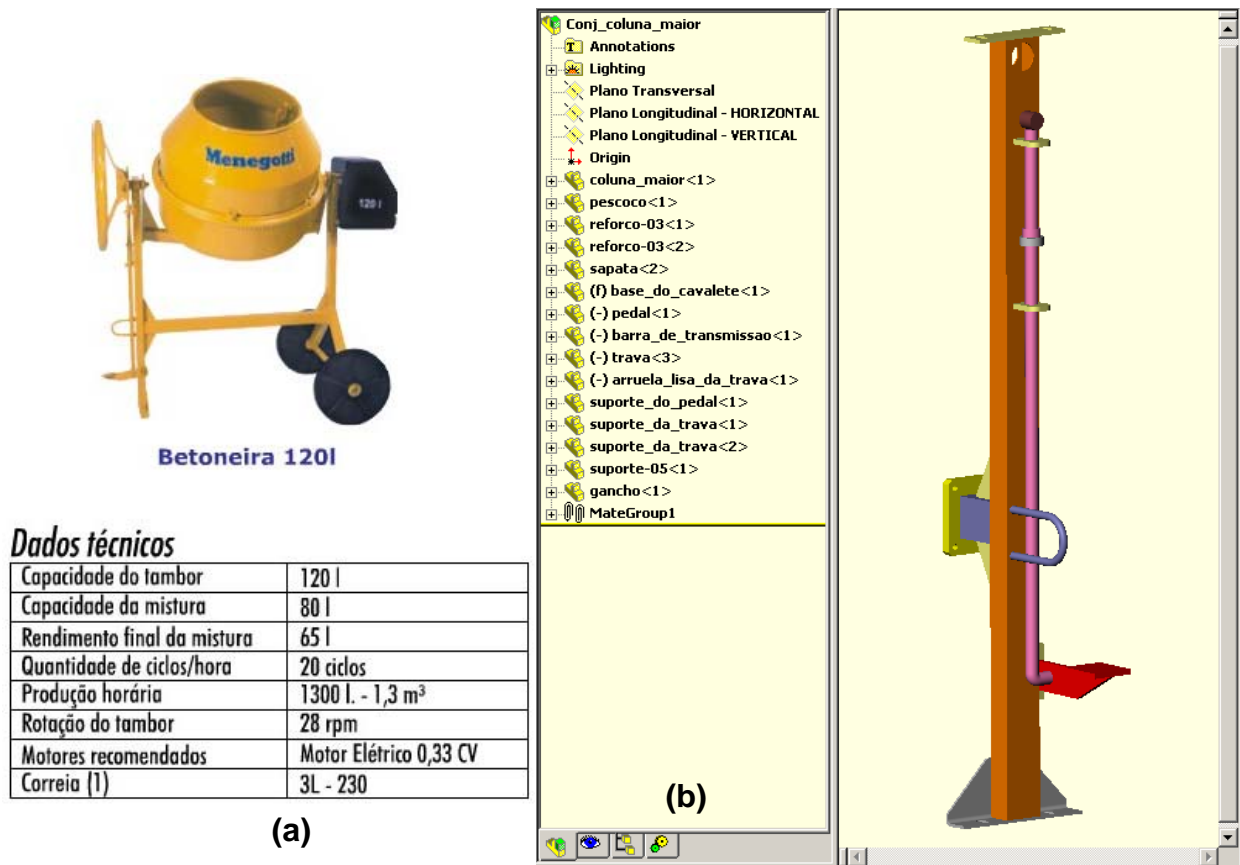 Menegotti
120 l
Betoneira 120l
Dados técnicos
Capacidade do tambor 120 l
Capacidade da mistura 80 l
Rendimento final da mistura 65 l
Quantidade de ciclos/hora 20 ciclos
Produção horária 1300 l. - 1,3 m³
Rotação do tambor 28 rpm
Motores recomendados Motor Elétrico 0,33 CV
Correia (1) 3L - 230
(a)
Conj_coluna_maior
Annotations
Lighting
Plano Transversal
Plano Longitudinal - HORIZONTAL
Plano Longitudinal - VERTICAL
Origin
coluna_maior<1>
pescoco<1>
reforco-03<1>
reforco-03<2>
sapata<2>
(f) base_do_cavalete<1>
(-) pedal<1>
(-) barra_de_transmissao<1>
(-) trava<3>
(-) arruela_lisa_da_trava<1>
suporte_do_pedal<1>
suporte_da_trava<1>
suporte_da_trava<2>
suporte-05<1>
gancho<1>
MateGroup1
(b)